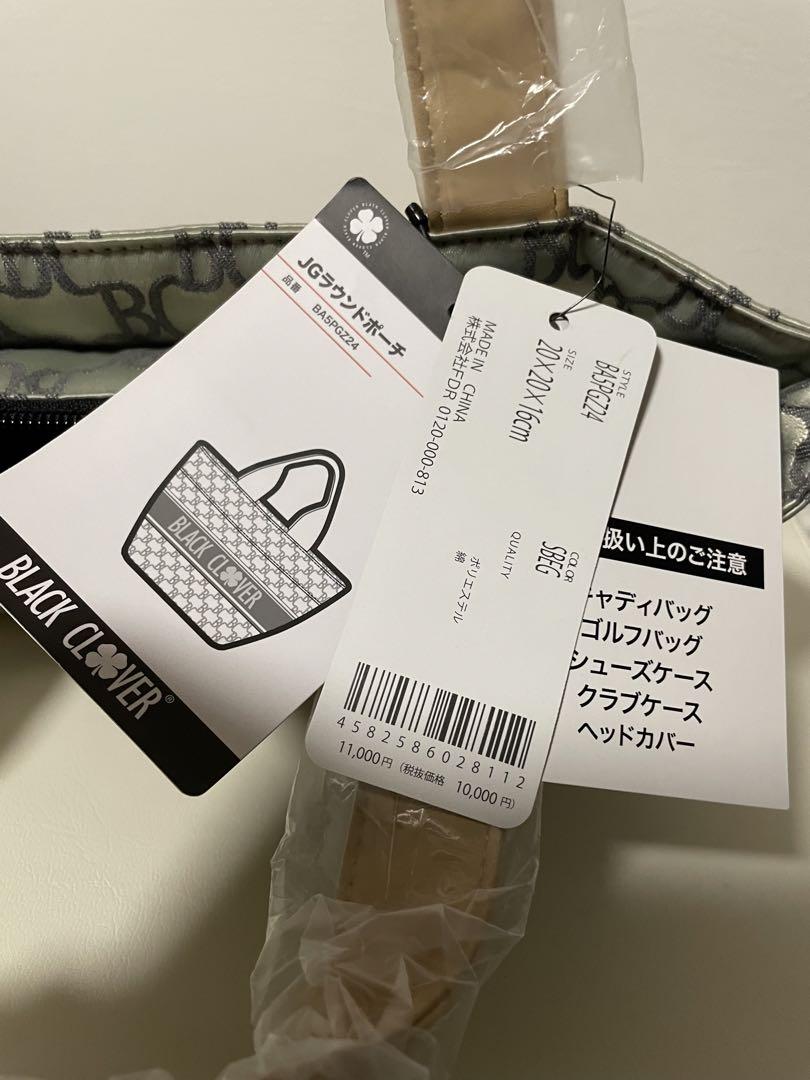 JGラウンドポーチ
品番 BA5PGZ24
BLACK CLOVER
BLACK CLOVER®
STYLE
BA5PGZ24
SIZE
20×20×16cm
MADE IN CHINA
株式会社FDR 0120-000-813
COLOR
SBEG
QUALITY
ポリエステル
綿
4582586028112
11,000円 (税抜価格 10,000円)
扱い上のご注意
ャディバッグ
ゴルフバッグ
シューズケース
クラブケース
ヘッドカバー
BC